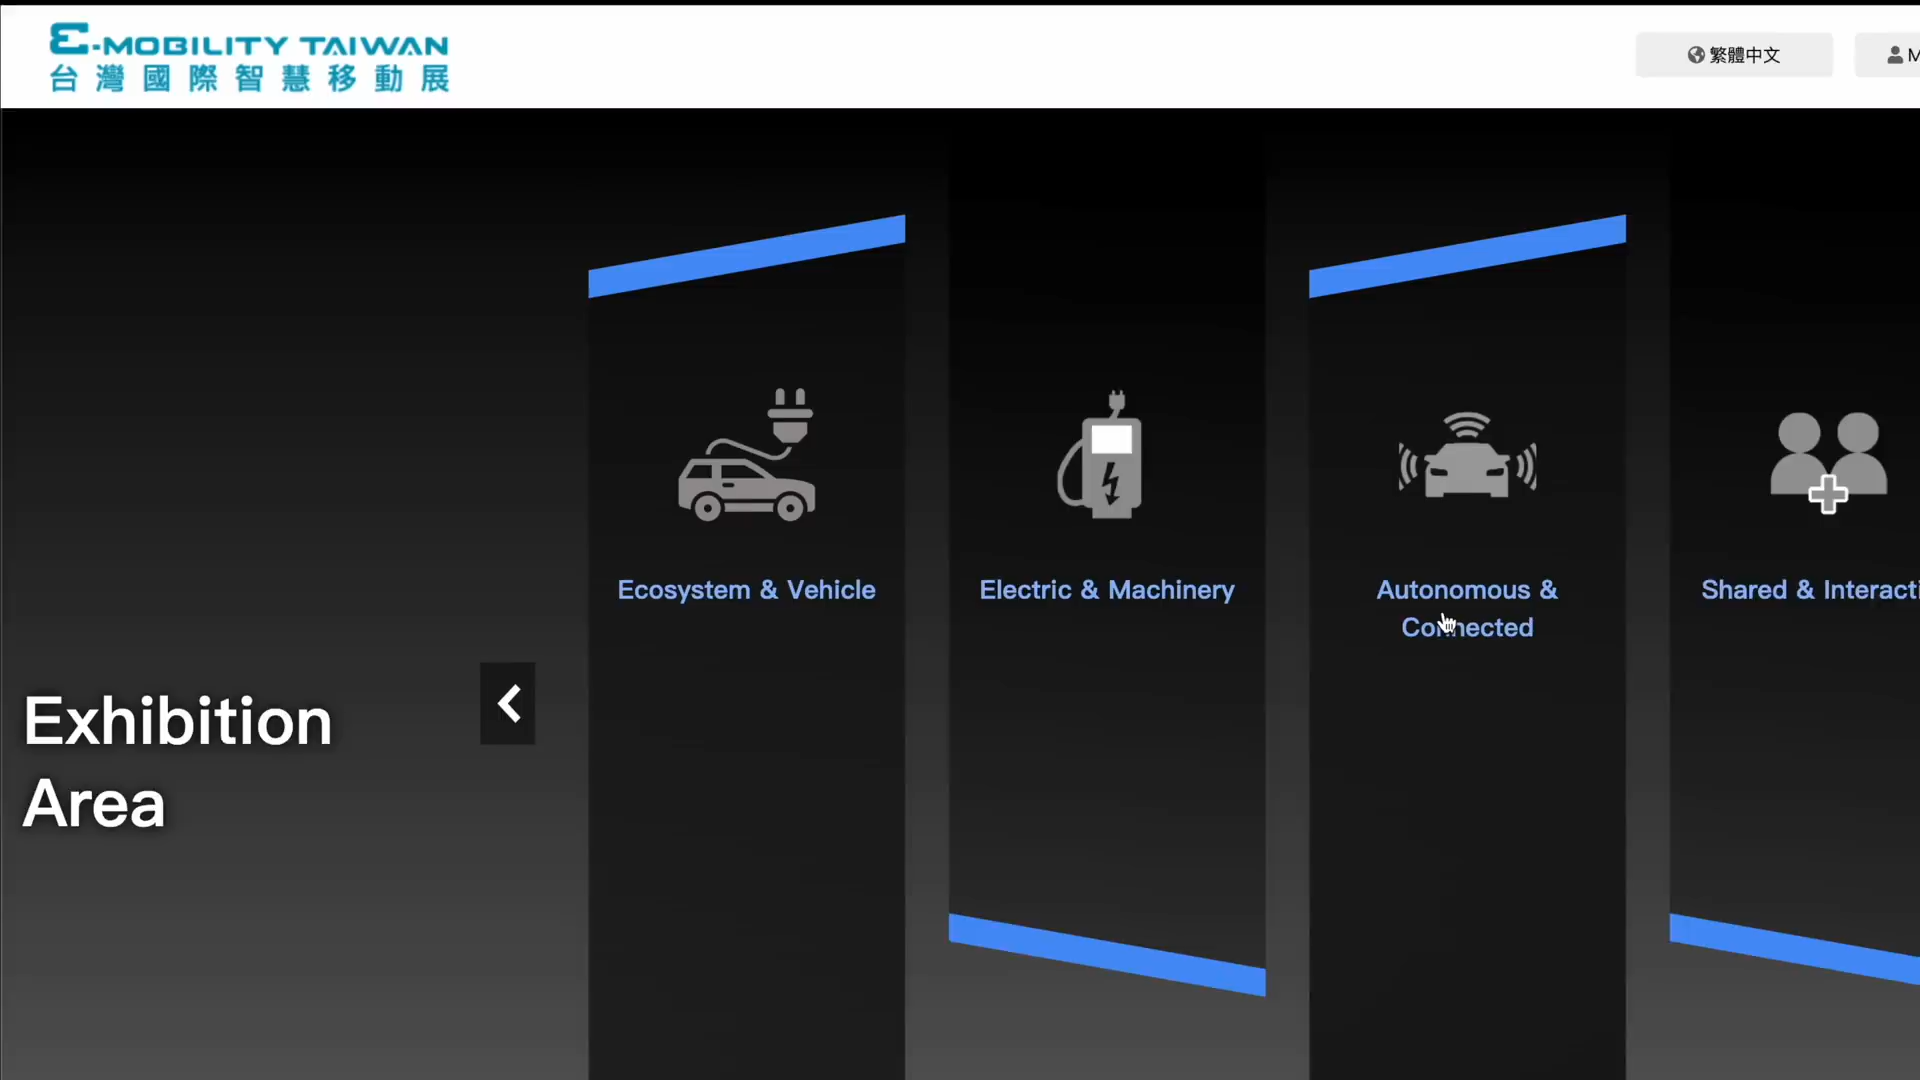 E-MOBILITY TAIWAN
台灣國際智慧移動展
繁體中文
M
Ecosystem & Vehicle
Electric & Machinery
Autonomous &
Connected
Shared & Interacti
Exhibition
Area